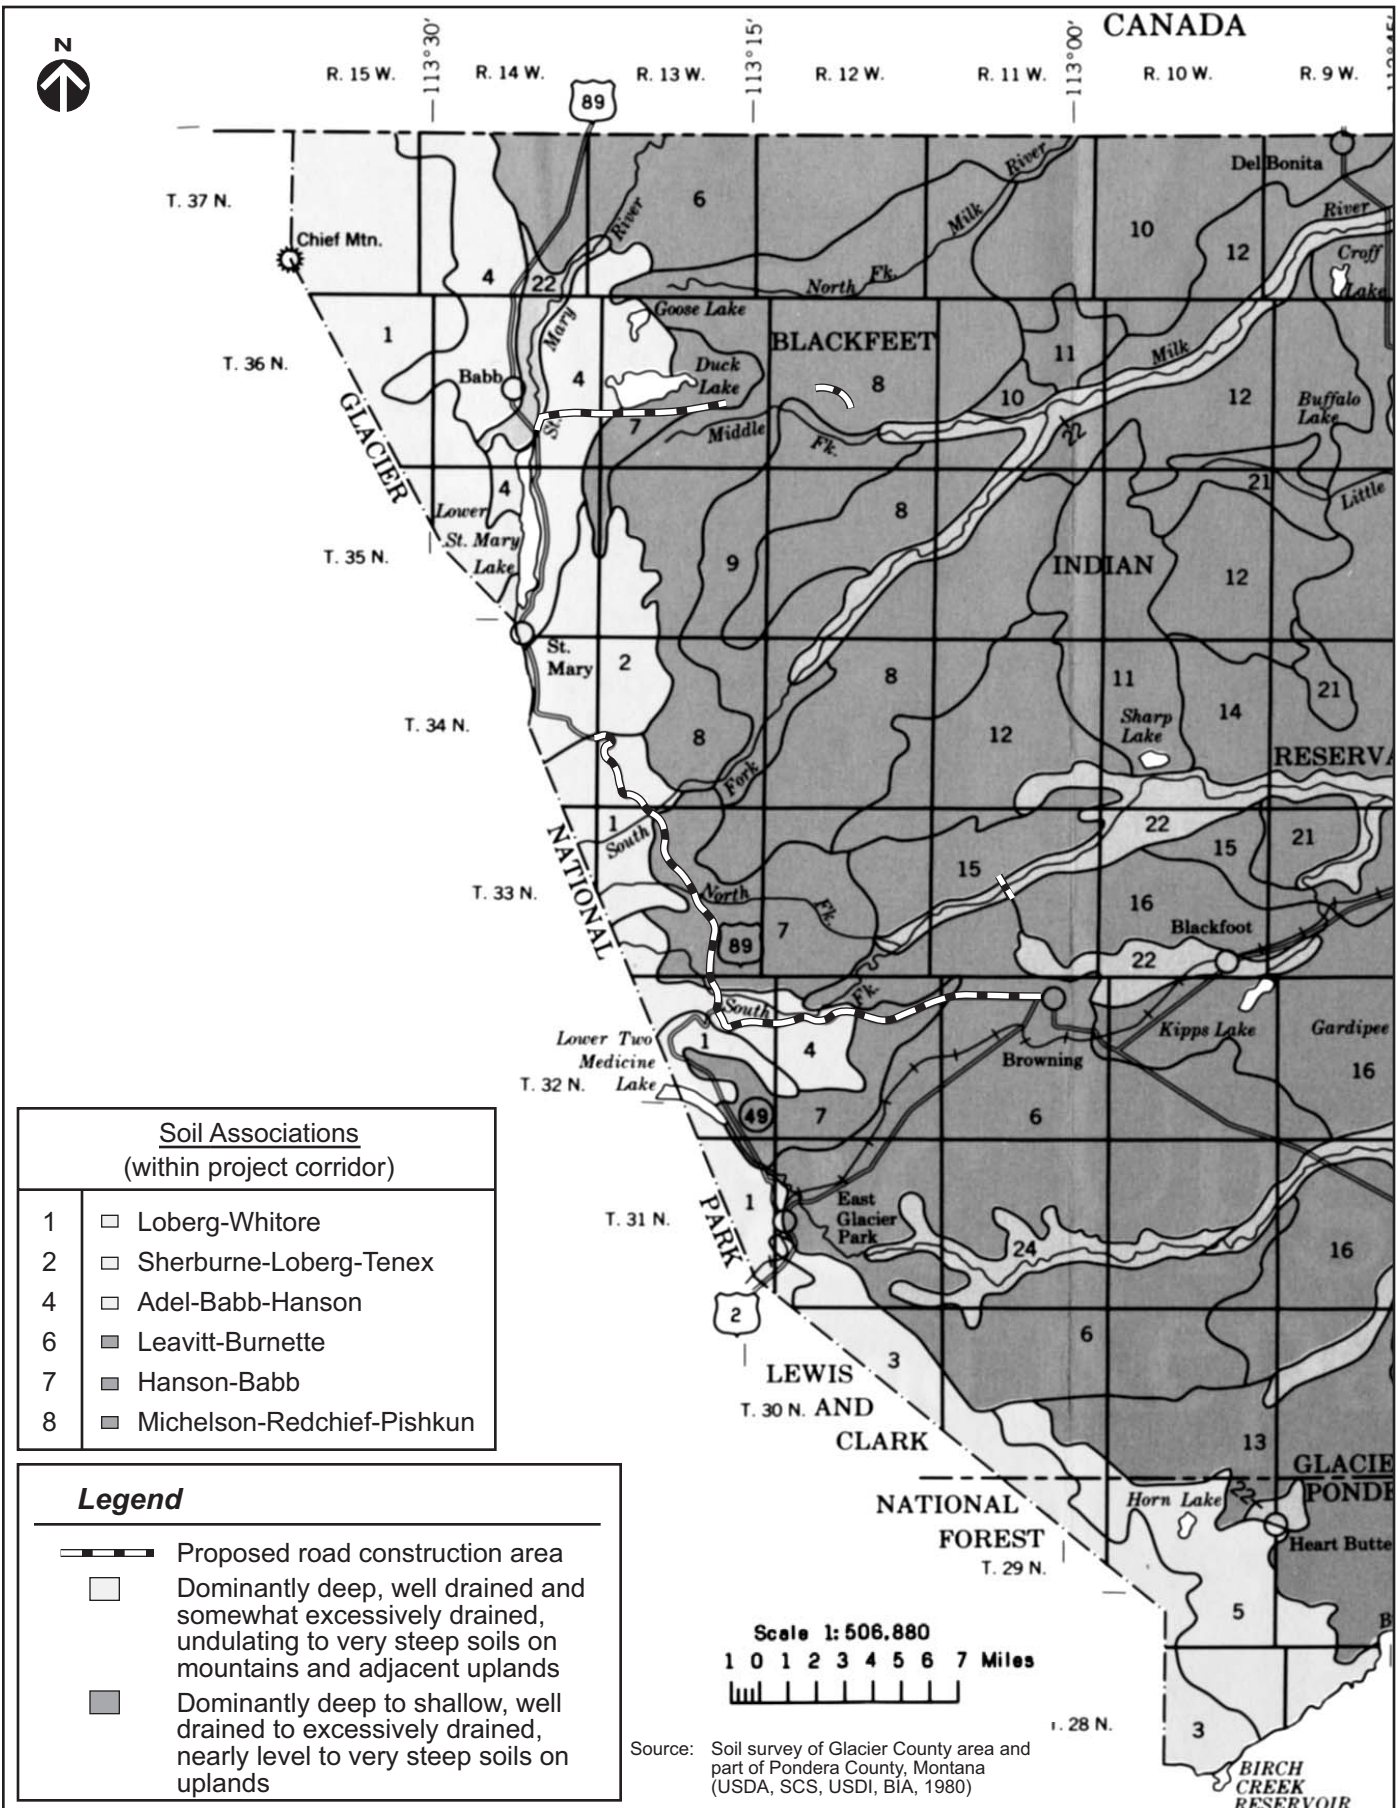 CANADA
N
113°30'
113°15'
113°00'
R. 15 W.
R. 14 W.
R. 13 W.
R. 12 W.
R. 11 W.
R. 10 W.
R. 9 W.
89
Del Bonita
T. 37 N.
6
River
Milk
River
10
12
River
Chief Mtn.
Croff
Lake
4
22
North
Fk.
Goose Lake
Mary
BLACKFEET
1
T. 36 N.
11
Milk
Babb
4
Duck
Lake
8
10
12
Buffalo
Lake
St.
7
Middle
Fk.
22
GLACIER
4
21
Little
Lower
St. Mary
Lake
8
T. 35 N.
9
INDIAN
12
St.
Mary
2
8
11
21
T. 34 N.
8
12
Sharp
Lake
14
RESERVA
Fork
1
South
22
15
21
NATIONAL
15
T. 33 N.
North
Fk.
16
7
Blackfoot
89
22
South
Fk.
Lower Two
Medicine
Lake
1
4
Browning
Kipps Lake
Gardipee
T. 32 N.
16
49
7
6
Soil Associations
(within project corridor)
1 Loberg-Whitore
2 Sherburne-Loberg-Tenex
4 Adel-Babb-Hanson
6 Leavitt-Burnette
7 Hanson-Babb
8 Michelson-Redchief-Pishkun
PARK
1
East
Glacier
Park
T. 31 N.
24
16
2
6
3
LEWIS
AND
CLARK
T. 30 N.
13
GLACIE
PONDE
NATIONAL
FOREST
Horn Lake
22
Heart Butte
T. 29 N.
5
B
Legend
Proposed road construction area
Dominantly deep, well drained and
somewhat excessively drained,
undulating to very steep soils on
mountains and adjacent uplands
Dominantly deep to shallow, well
drained to excessively drained,
nearly level to very steep soils on
uplands
Scale 1:506,880
1 0 1 2 3 4 5 6 7 Miles
. 28 N.
3
Source: Soil survey of Glacier County area and
part of Pondera County, Montana
(USDA, SCS, USDI, BIA, 1980)
BIRCH
CREEK
RESERVOIR